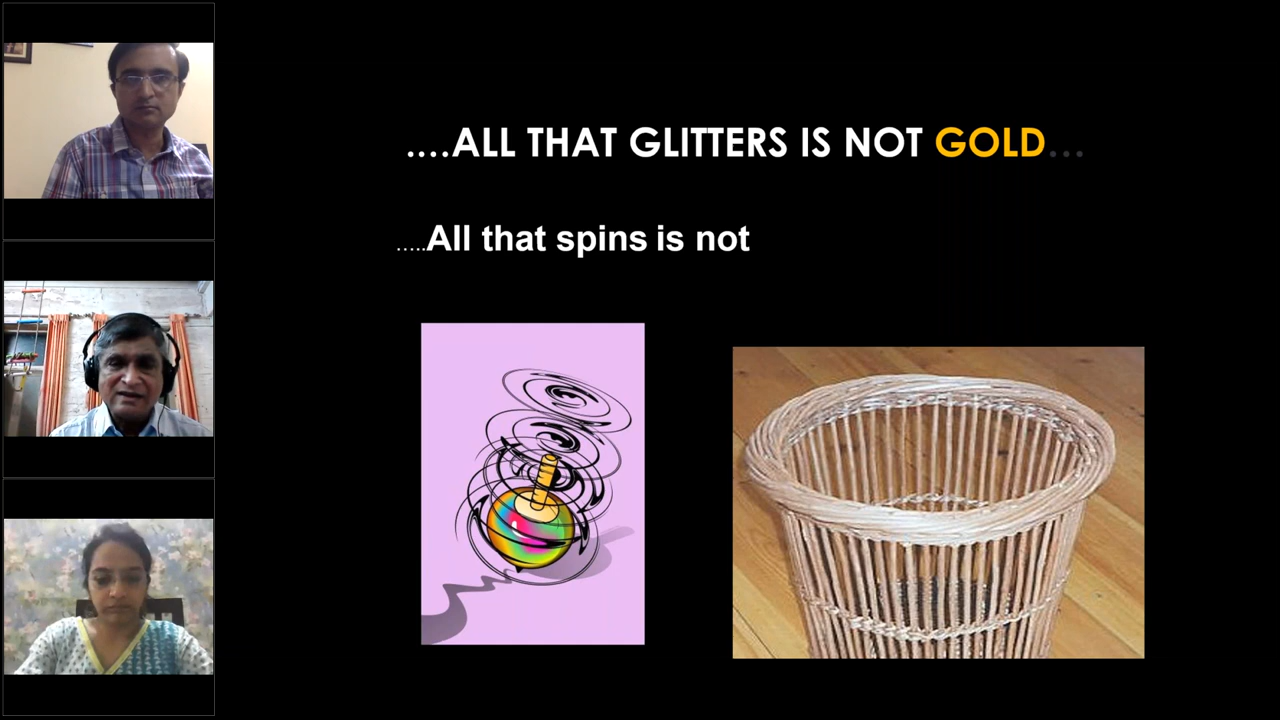 ....ALL THAT GLITTERS IS NOT GOLD...
.....All that spins is not